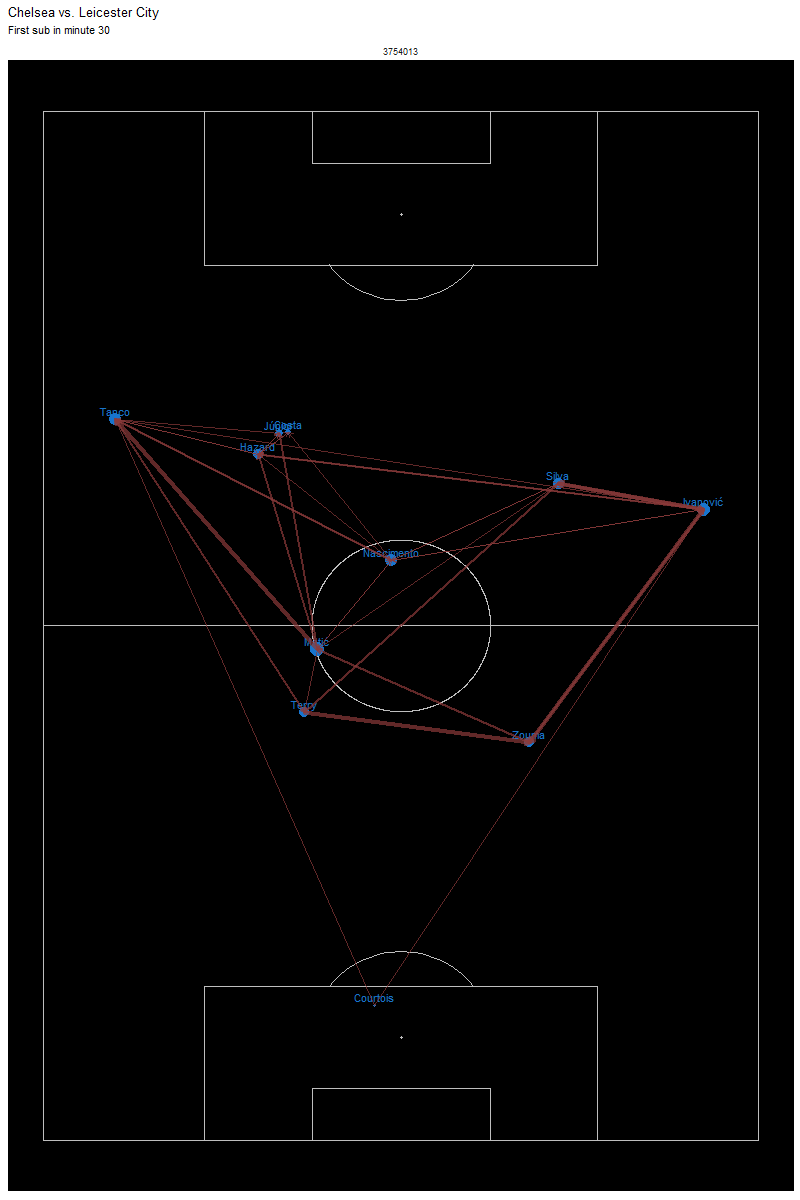 Chelsea vs. Leicester City
First sub in minute 30
3754013
Tanco
Costa
Hazard
Silva
Ivanović
Nascimento
Matic
Terry
Zouma
Courtois